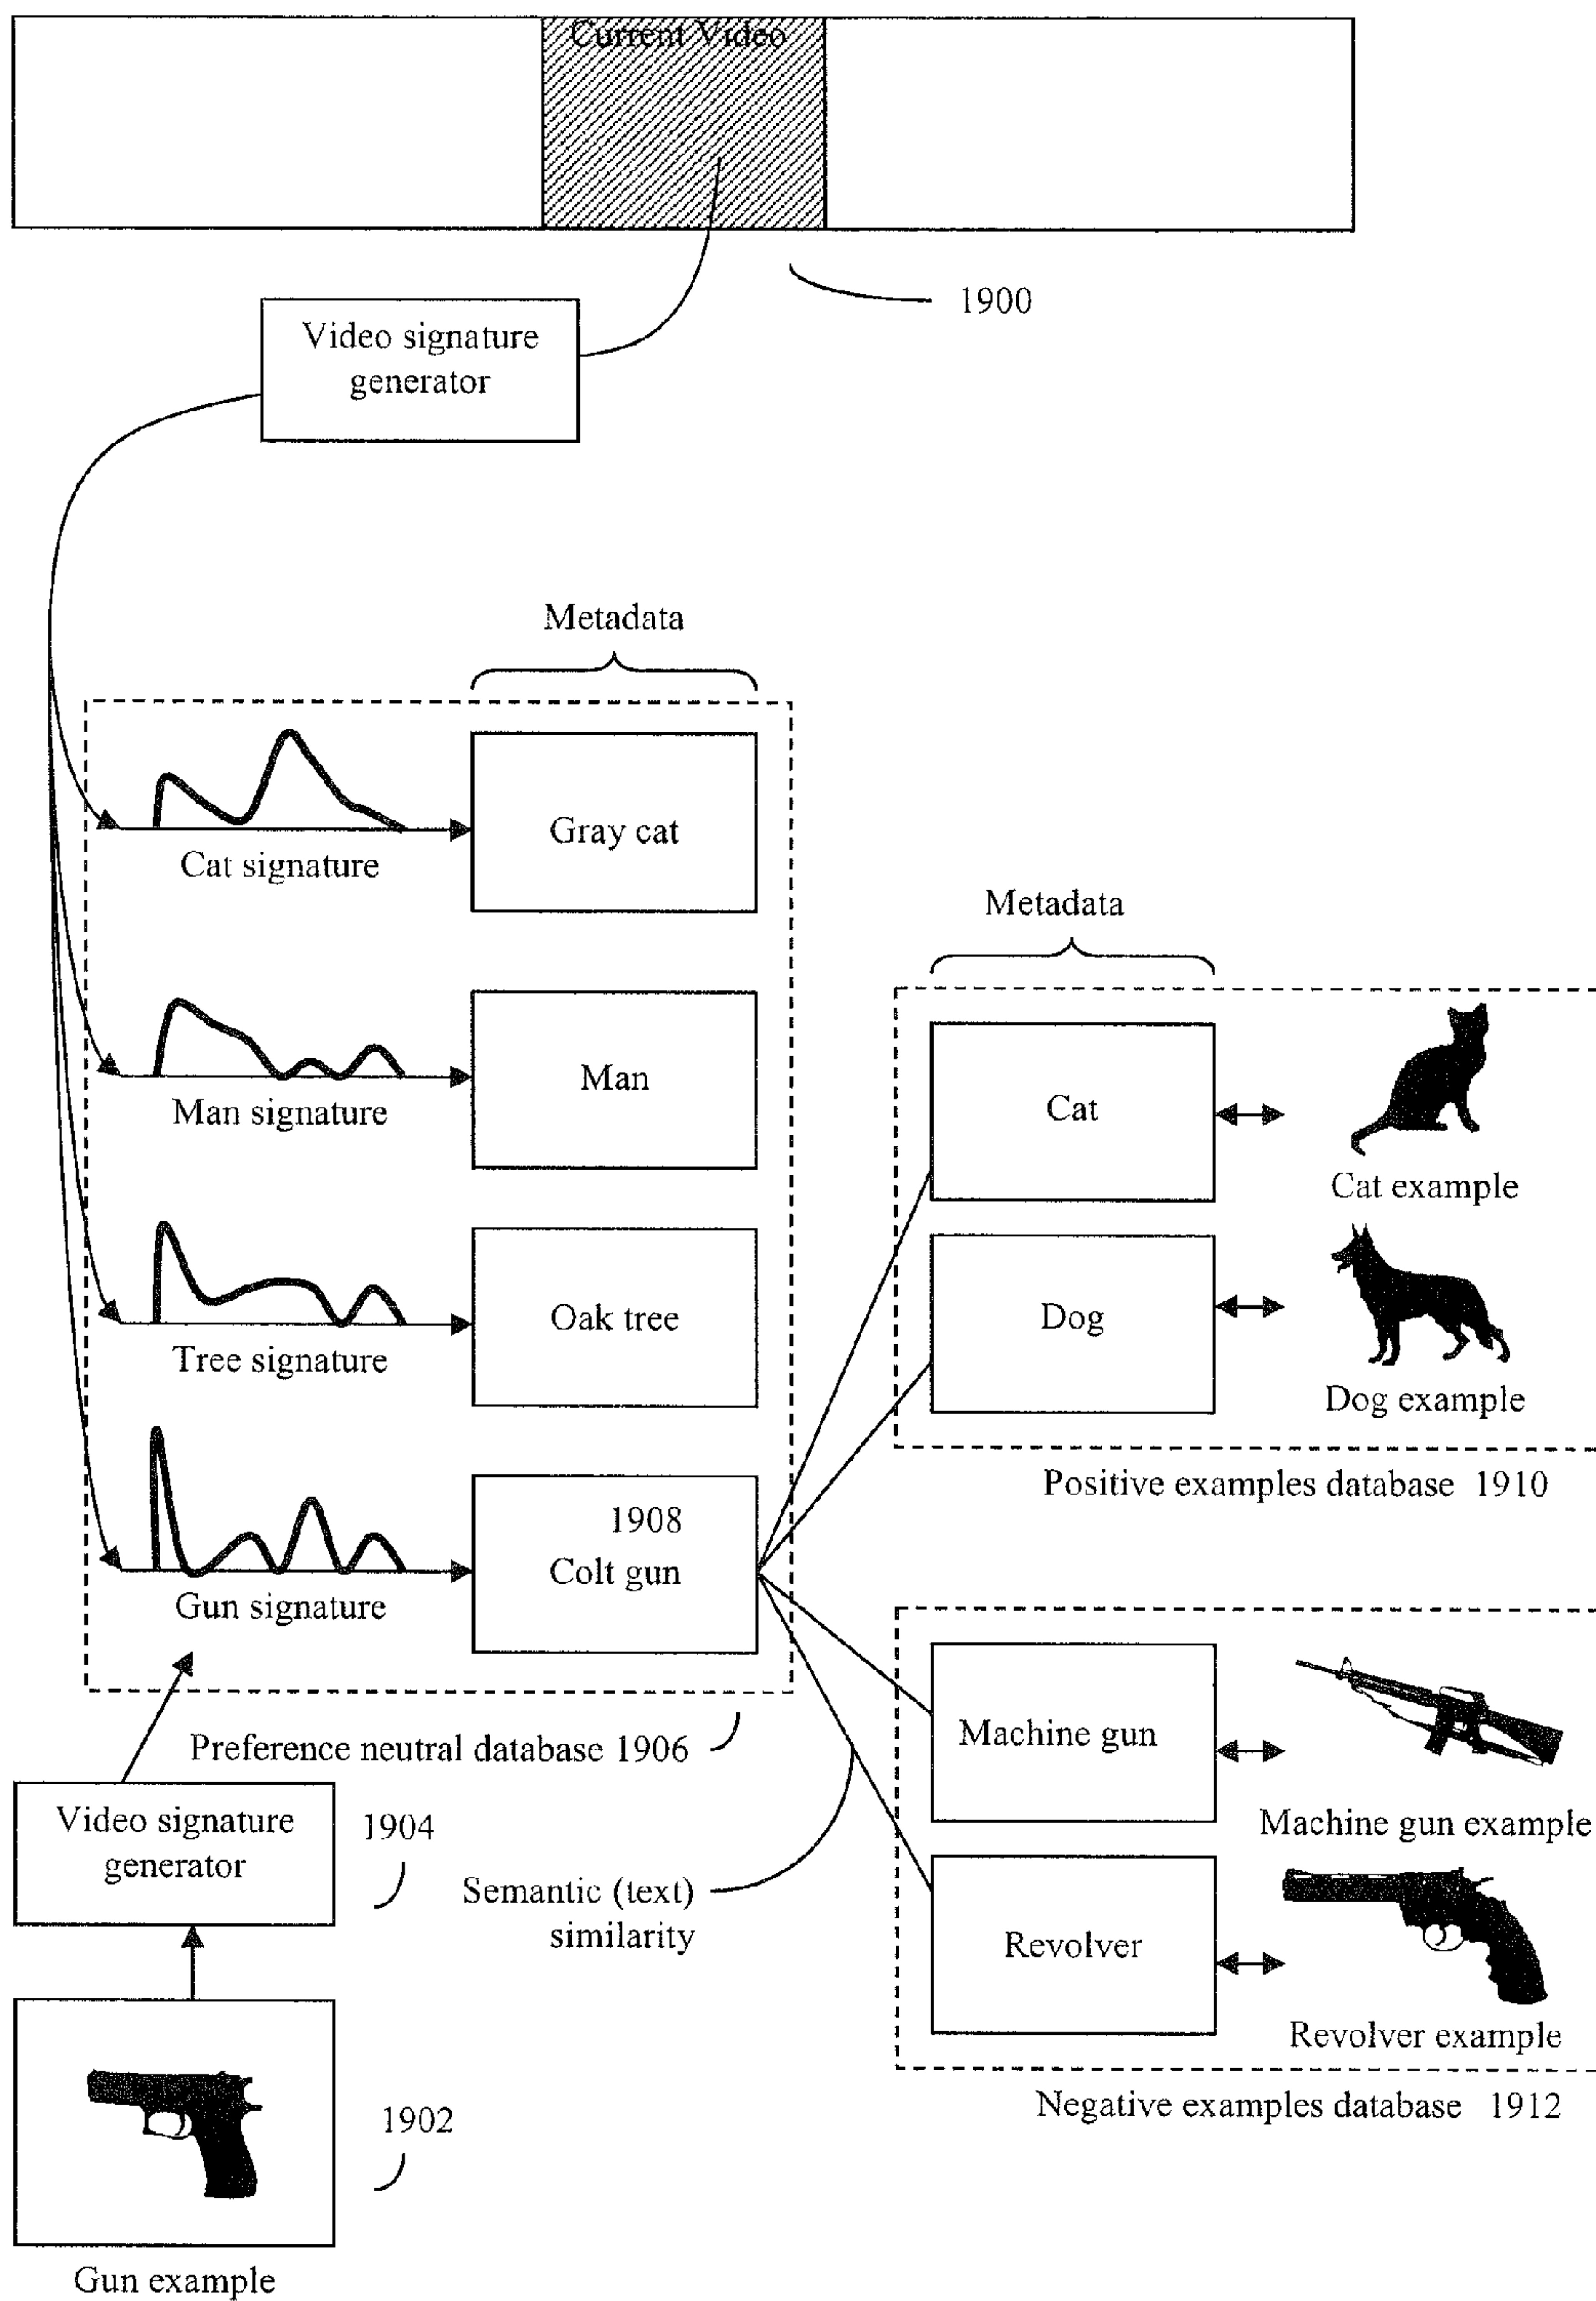 Current Video
1900
Video signature
generator
Metadata
Gray cat
Cat signature
Metadata
Man
Man signature
Cat
Cat example
Oak tree
Tree signature
Dog
Dog example
Positive examples database 1910
1908
Colt gun
Gun signature
Machine gun
Machine gun example
Preference neutral database 1906
Video signature
generator
1904
Semantic (text)
similarity
Revolver
Revolver example
Negative examples database 1912
1902
Gun example